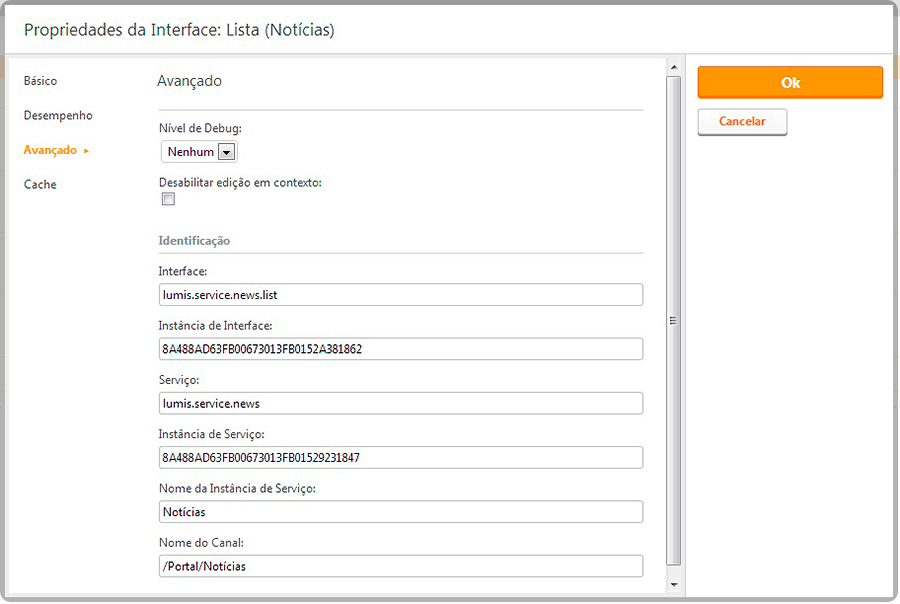 Propriedades da Interface: Lista (Notícias)
Básico
Desempenho
Avançado
Cache
Avançado
Nível de Debug:
Nenhum
Desabilitar edição em contexto:
Identificação
Interface:
lumis.service.news.list
Instância de Interface:
8A488AD63FB00673013FB0152A381862
Serviço:
lumis.service.news
Instância de Serviço:
8A488AD63FB00673013FB01529231847
Nome da Instância de Serviço:
Notícias
Nome do Canal:
/Portal/Notícias
Ok
Cancelar